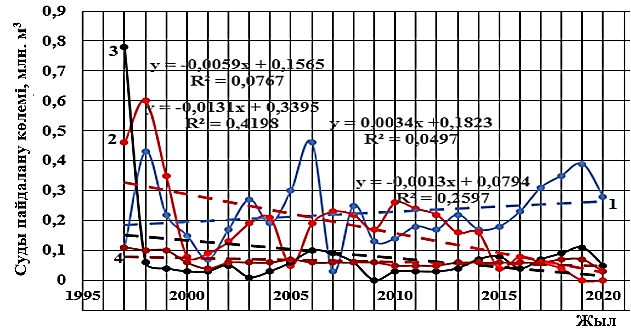 Суды пайдалану көлемі, млн. м³
0,9
0,8
0,7
0,6
0,5
0,4
0,3
0,2
0,1
0
3
2
4
1
y = -0,0059x + 0,1565
R² = 0,0767
y = -0,0131x + 0,3395
R² = 0,4198
y = 0,0034x + 0,1823
R² = 0,0497
y = -0,0013x + 0,0794
R² = 0,2597
1995 2000 2005 2010 2015 2020
Жыл